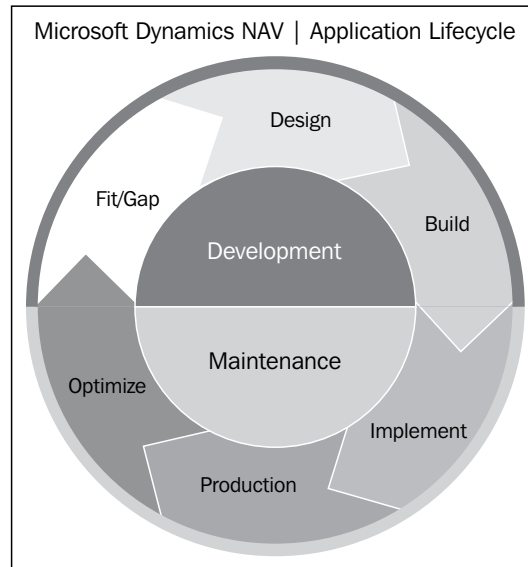 Microsoft Dynamics NAV | Application Lifecycle
Design
Fit/Gap
Build
Development
Maintenance
Optimize
Implement
Production